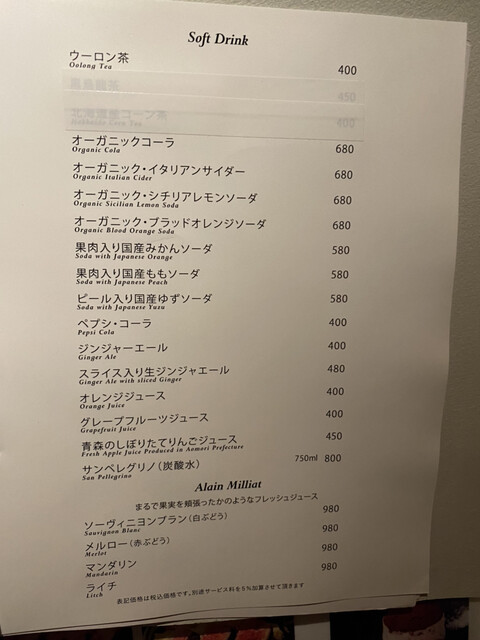 Soft Drink
ウーロン茶 400
Oolong Tea
450
北海道産コーン茶 400
Hokkaido Corn Tea
オーガニックコーラ 680
Organic Cola
オーガニック・イタリアンサイダー 680
Organic Italian Cider
オーガニック・シチリアレモンソーダ 680
Organic Sicilian Lemon Soda
オーガニック・ブラッドオレンジソーダ 680
Organic Blood Orange Soda
果肉入り国産みかんソーダ 580
Soda with Japanese Orange
果肉入り国産ももソーダ 580
Soda with Japanese Peach
ピール入り国産ゆずソーダ 580
Soda with Japanese Yuzu
ペプシ・コーラ 400
Pepsi Cola
ジンジャーエール 400
Ginger Ale
スライス入り生ジンジャエール 480
Ginger Ale with sliced Ginger
オレンジジュース 400
Orange Juice
グレープフルーツジュース 400
Grapefruit Juice
青森のしぼりたてりんごジュース 450
Fresh Apple Juice Produced in Aomori Prefecture
サンペレグリノ(炭酸水) 750ml 800
San Pellegrino
Alain Milliat
まるで果実を頬張ったかのようなフレッシュジュース
ソーヴィニヨンブラン(白ぶどう) 980
Sauvignon Blanc
メルロー(赤ぶどう) 980
Merlot
マンダリン 980
Mandarin
ライチ 980
Litch
表記価格は税込価格です。別途サービス料を5%加算させて頂きます